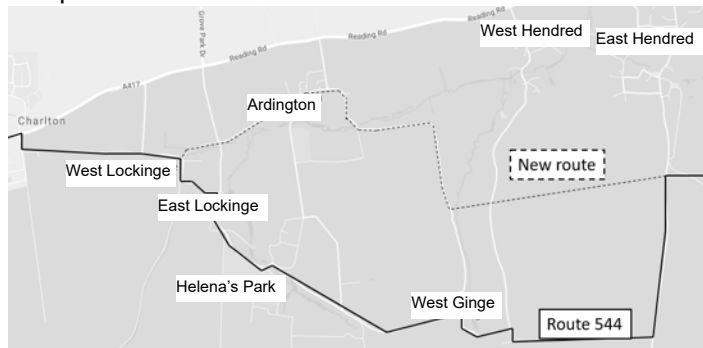 Grove Park Dr
Reading Rd
Reading Rd
Reading Rd
West Hendred
East Hendred
A417
Ardington
Charlton
New route
West Lockinge
East Lockinge
Helena's Park
West Ginge
Route 544